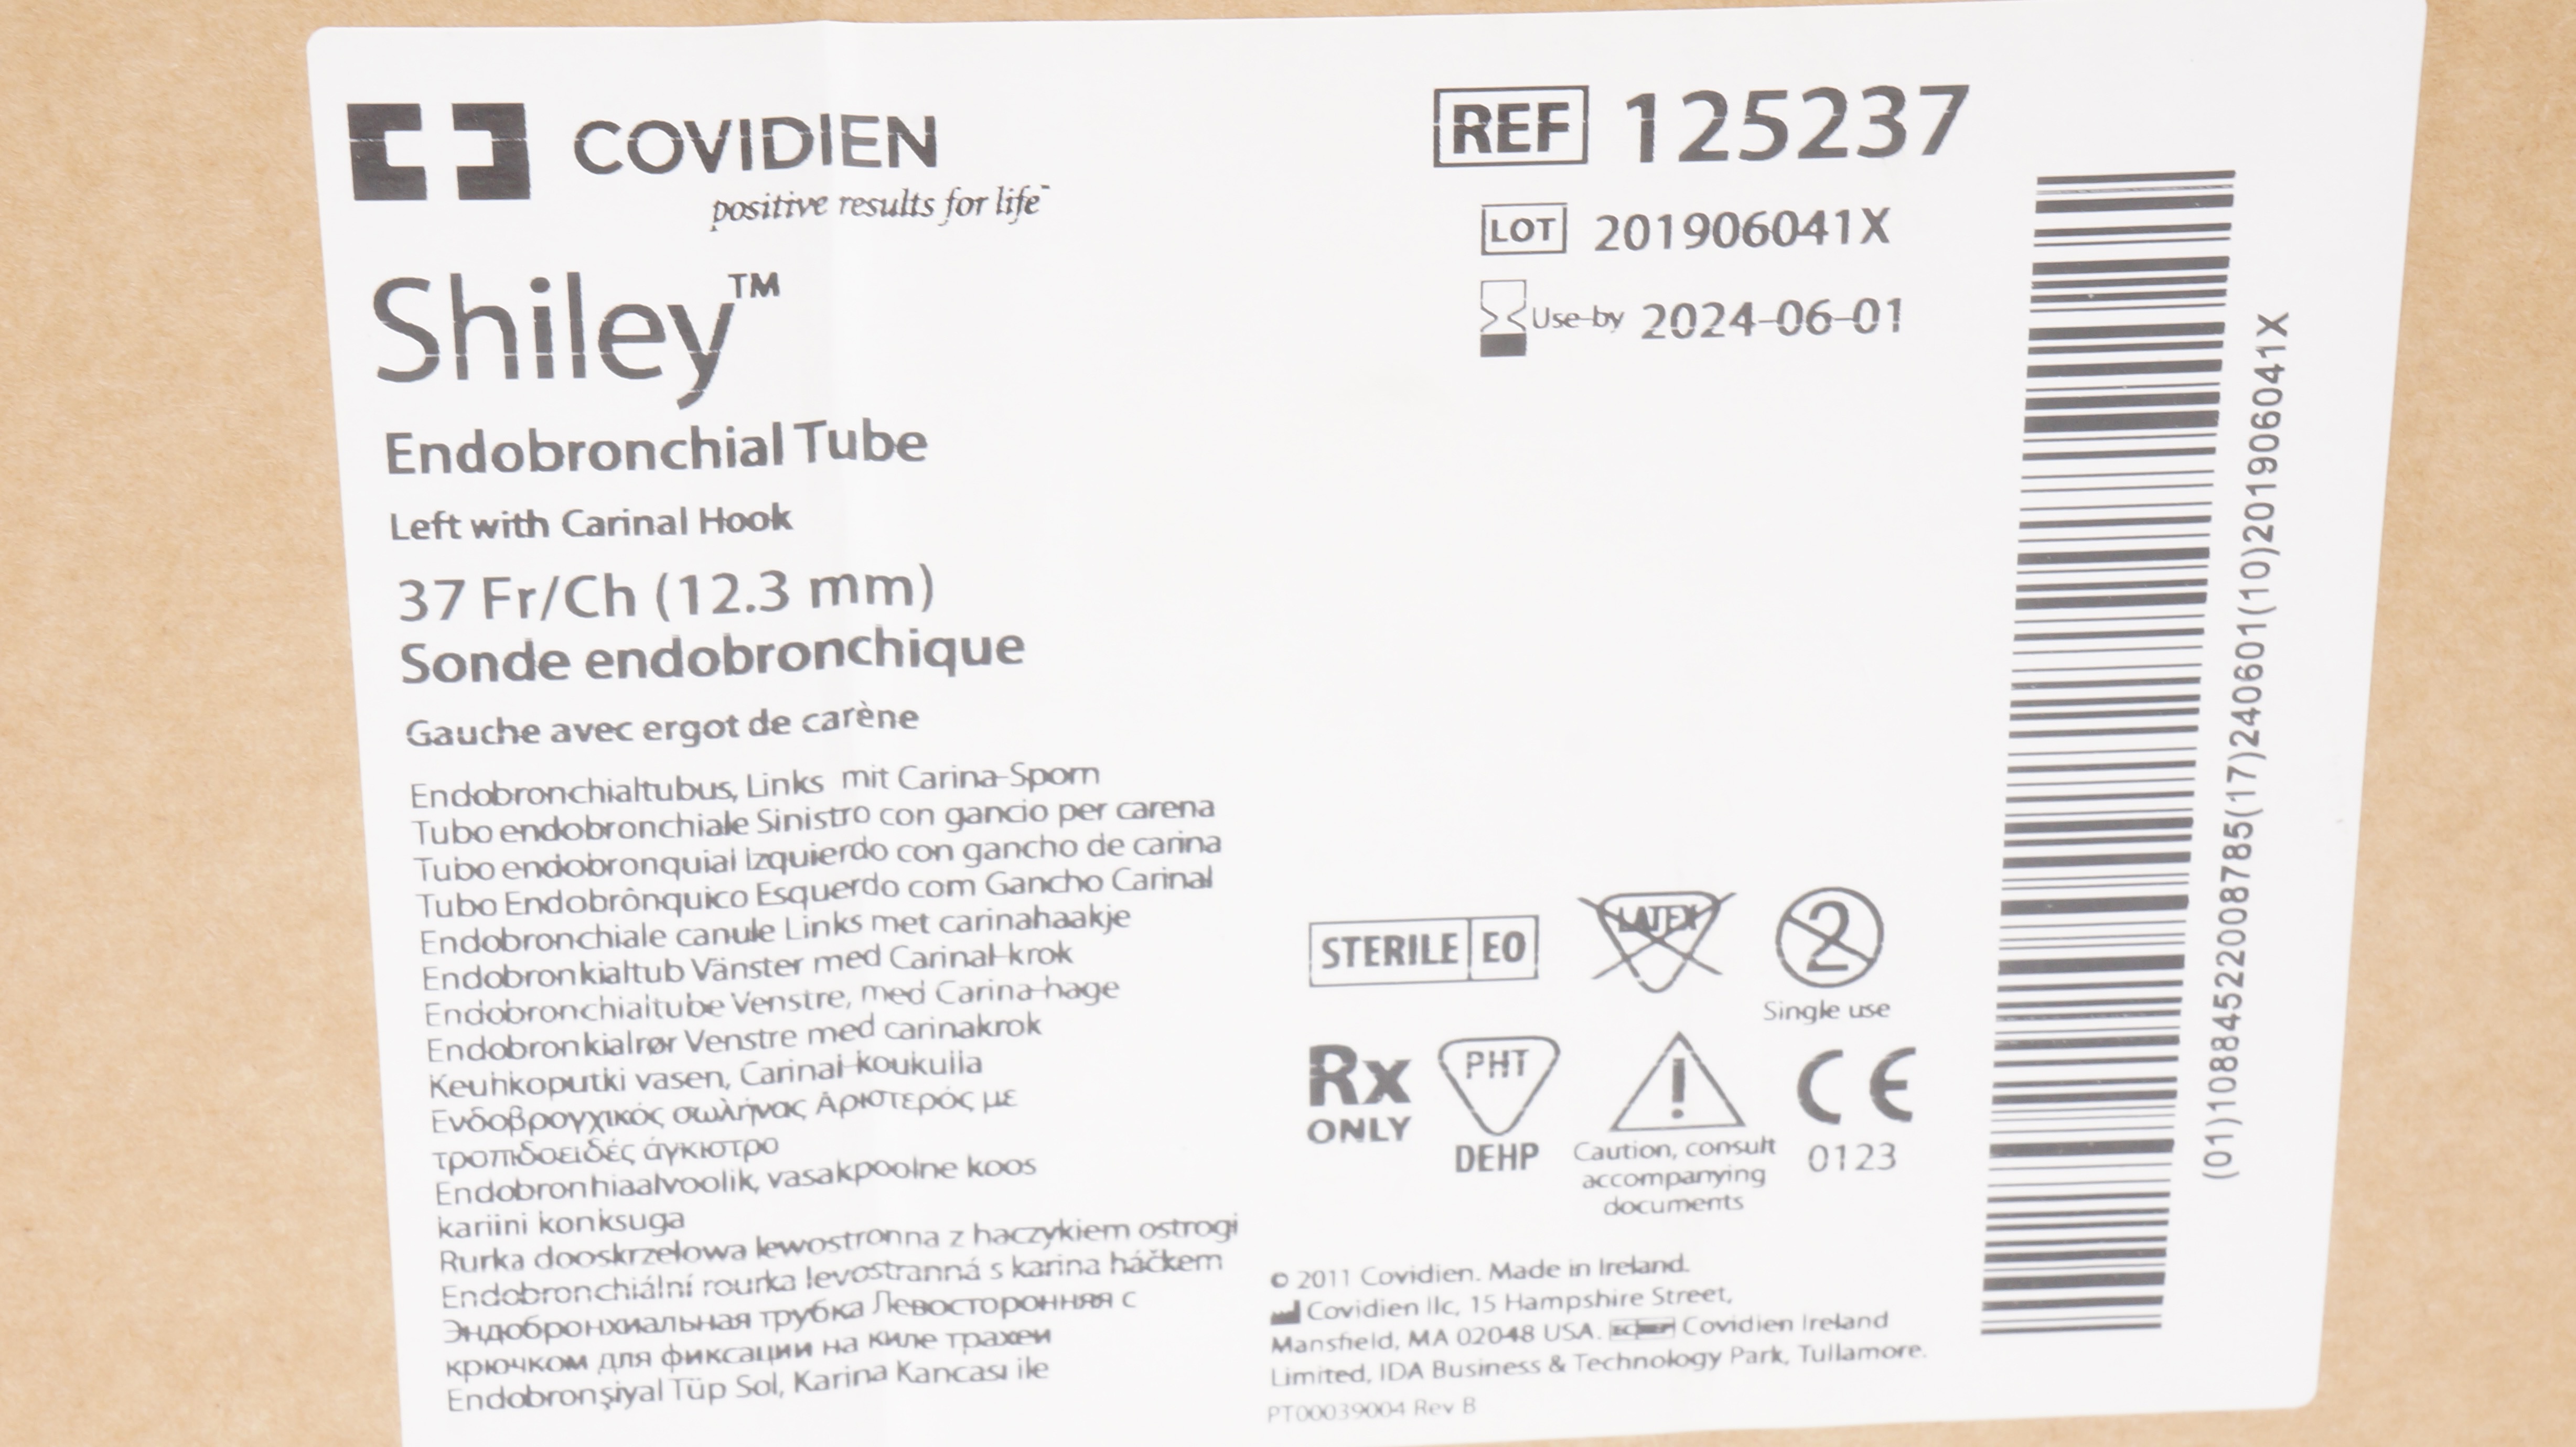 COVIDIEN
positive results for life™
Shiley™
Endobronchial Tube
Left with Carinal Hook
37 Fr/Ch (12.3 mm)
Sonde endobronchique
Gauche avec ergot de carène
Endobronchialtubus, Links mit Carina-Sporn
Tubo endobronchiale Sinistro con gancio per carena
Tubo endobronquial Izquierdo con gancho de carina
Tubo Endobrônquico Esquerdo com Gancho Carinal
Endobronchiale canule Links met carinahaakje
Endobronkialtub Vänster med Carinal-krok
Endobronchialtube Venstre, med Carina-hage
Endobronkialrør Venstre med carinakrok
Keuhkoputki vasen, Carinal-koukulla
Ενδοβρογχικός σωλήνας Αριστερός με
τροπιδοειδές άγκιστρο
Endobronhiaalvoolik, vasakpoolne koos
kariini konksuga
Rurka dooskrzelowa lewostronna z haczykiem ostrogi
Endobronchiální rourka levostranná s karina háčkem
Эндобронхиальная трубка Левосторонняя с
крючком для фиксации на киле трахеи
Endobronşiyal Tüp Sol, Karina Kancası ile
REF 125237
LOT 201906041X
Use-by 2024-06-01
STERILE EO
LATEX
2
Single use
Rx
ONLY
PHT
DEHP
!
Caution, consult
accompanying
documents
CE
0123
© 2011 Covidien. Made in Ireland.
Covidien llc, 15 Hampshire Street,
Mansfield, MA 02048 USA. EC REP Covidien Ireland
Limited, IDA Business & Technology Park, Tullamore.
PT00039004 Rev B
(01)10884522008785(17)240601(10)201906041X